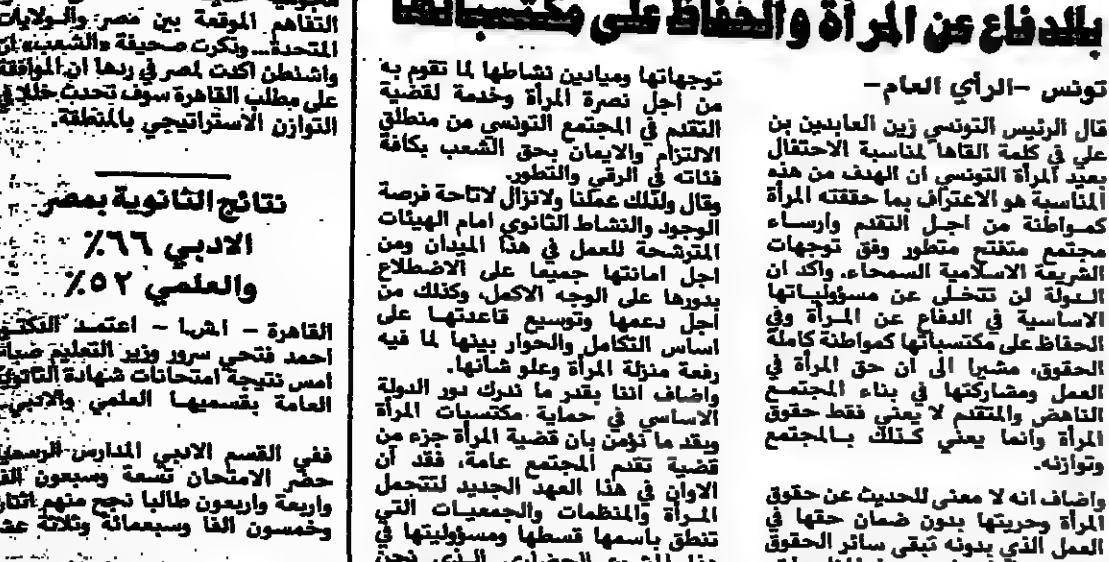 بالدفاع عن المرأة والحفاظ على مكتسباتها
تونس –الرأي العام–
قال الرئيس التونسي زين العابدين بن
علي في كلمة القاها لمناسبة الاحتفال
بعيد المرأة التونسي ان الهدف من هذه
المناسبة هو الاعتراف بما حققته المرأة
كمواطنة من اجل التقدم وارساء
مجتمع متفتح متطور وفق توجهات
الشريعة الاسلامية السمحاء. واكد ان
الدولة لن تتخلى عن مسؤولياتها
الاساسية في الدفاع عن المرأة وفي
الحفاظ على مكتسباتها كمواطنة كاملة
الحقوق، مشيرا الى ان حق المرأة في
العمل ومشاركتها في بناء المجتمع
الناهض والمتقدم لا يعني فقط حقوق
المرأة وانما يعني كذلك بالمجتمع
وتوازنه.
واضاف انه لا معنى للحديث عن حقوق
المرأة وحريتها بدون ضمان حقها في
العمل الذي بدونه تبقى سائر الحقوق
توجهاتها وميادين نشاطها لما تقوم به
من اجل نصرة المرأة وخدمة لقضية
التقدم في المجتمع التونسي من منطلق
الالتزام والايمان بحق الشعب بكافة
فئاته في الرقي والتطور.
وقال ولذلك عملنا ولانزال لاتاحة فرصة
الوجود والنشاط الثانوي امام الهيئات
المترشحة للعمل في هذا الميدان ومن
اجل امانتها جميعا على الاضطلاع
بدورها على الوجه الاكمل، وكذلك من
اجل دعمها وتوسيع قاعدتها على
اساس التكامل والحوار بينها لما فيه
رفعة منزلة المرأة وعلو شانها.
واضاف اننا بقدر ما ندرك دور الدولة
الاساسي في حماية مكتسبات المرأة
وبقد ما نؤمن بان قضية المرأة جزء من
قضية تقدم المجتمع عامة، فقد آن
الاوان في هذا العهد الجديد لتتحمل
المرأة والمنظمات والجمعيات التي
تنطق باسمها قسطها ومسؤوليتها في
هذا المشروع الحضاري الذي نحن
التفاهم الموقعة بين مصر والولايات
المتحدة... وذكرت صحيفة «الشعب» ان
واشنطن اكدت لمصر في ردها ان الموافقة
على مطلب القاهرة سوف تحدث خللا في
التوازن الاستراتيجي بالمنطقة.
نتائج الثانوية بمصر
الادبي ٦٦٪
والعلمي ٥٢٪
القاهرة – أ.ش.ا – اعتمد
احمد فتحي سرور وزير التعليم
امس نتيجة امتحانات شهادة
العامة بقسميها العلمي والادبي.
ففي القسم الادبي المدارس
حضر الامتحان تسعة وسبعون
واربعة واربعون طالبا نجح منهم
وخمسون الفا وسبعمائة وثلاثة